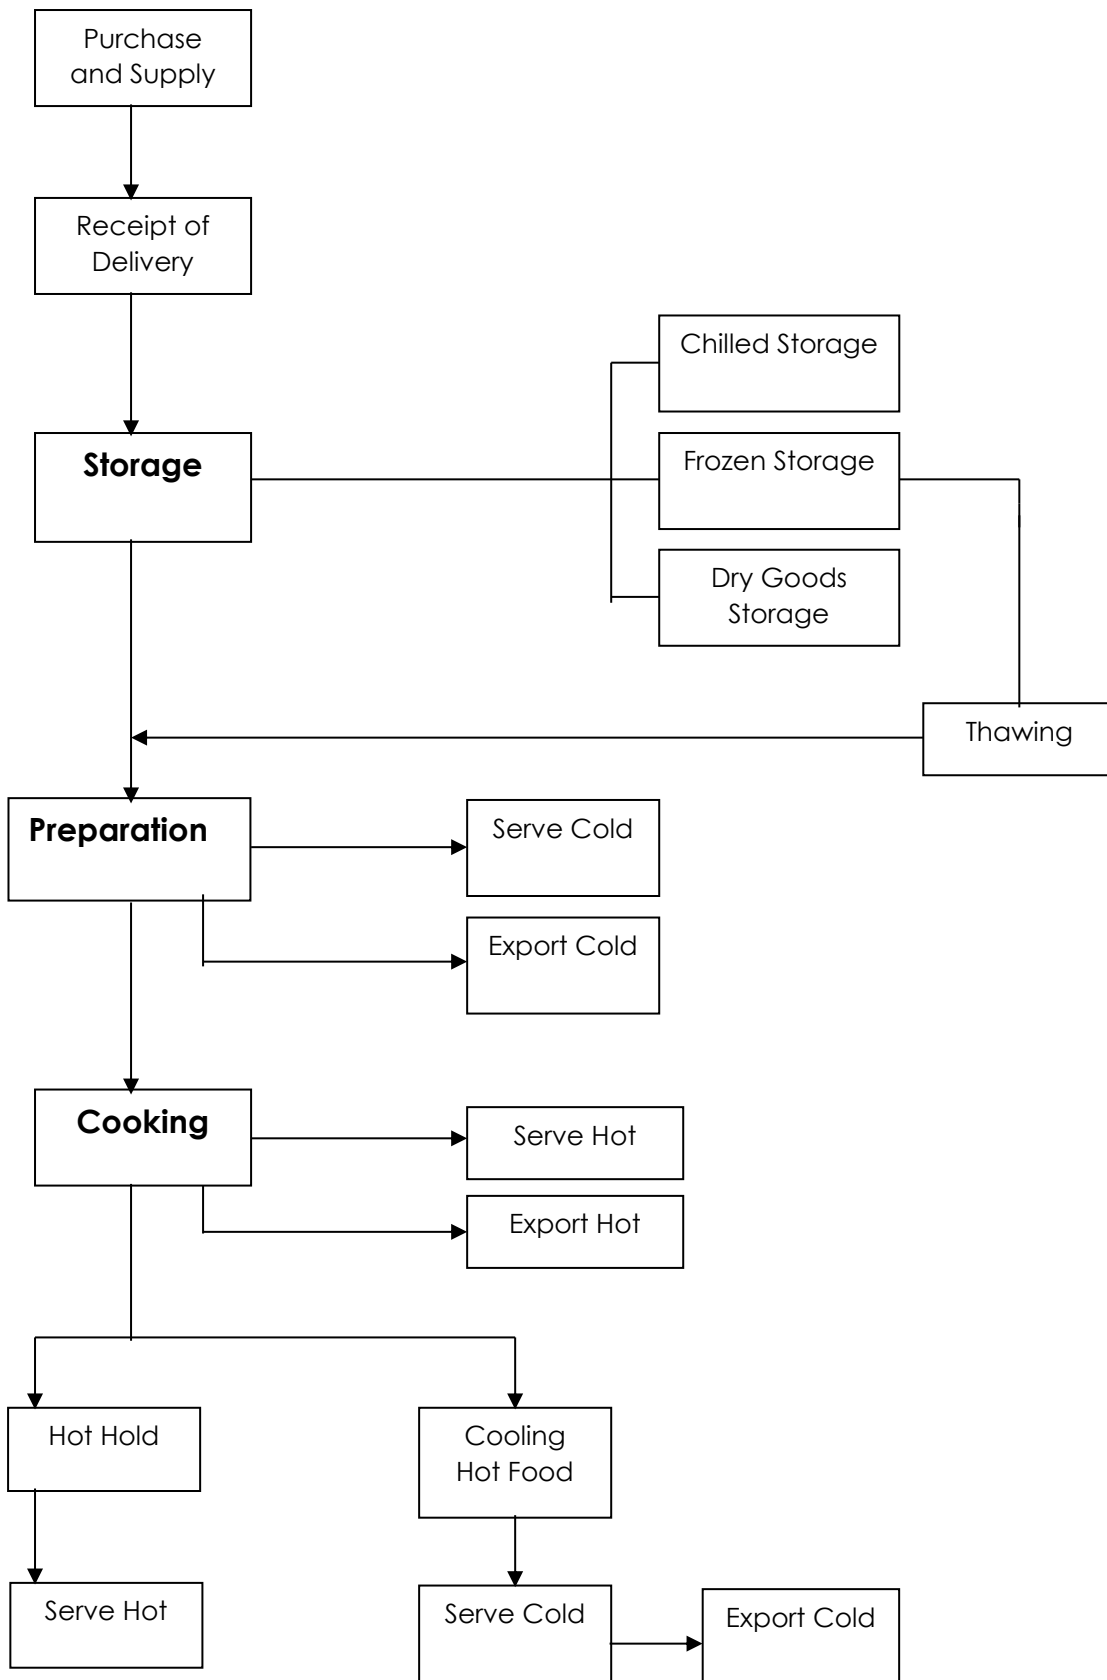 Purchase
and Supply
Receipt of
Delivery
Chilled Storage
Storage
Frozen Storage
Dry Goods
Storage
Thawing
Preparation
Serve Cold
Export Cold
Cooking
Serve Hot
Export Hot
Hot Hold
Cooling
Hot Food
Serve Hot
Serve Cold
Export Cold